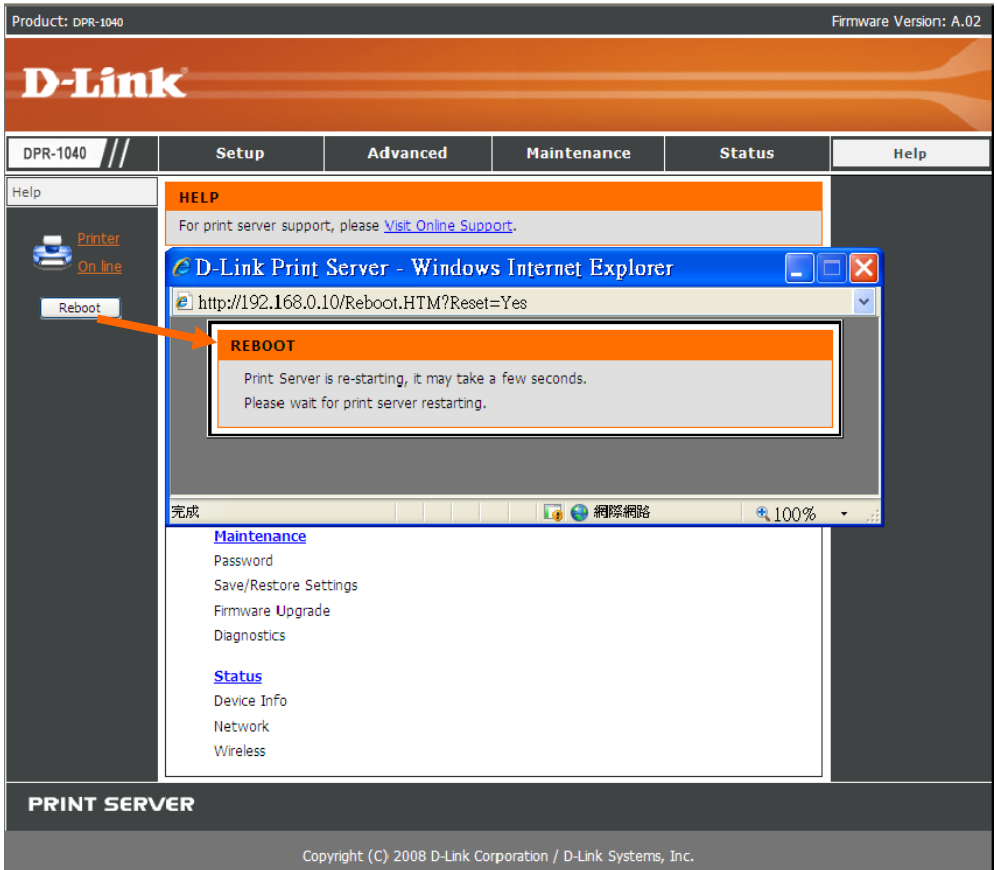 Product: DPR-1040
Firmware Version: A.02
D-Link
DPR-1040
Setup
Advanced
Maintenance
Status
Help
Help
Printer
On line
Reboot
HELP
For print server support, please Visit Online Support.
D-Link Print Server - Windows Internet Explorer
http://192.168.0.10/Reboot.HTM?Reset=Yes
REBOOT
Print Server is re-starting, it may take a few seconds.
Please wait for print server restarting.
完成
網際網路
100%
Maintenance
Password
Save/Restore Settings
Firmware Upgrade
Diagnostics
Status
Device Info
Network
Wireless
PRINT SERVER
Copyright (C) 2008 D-Link Corporation / D-Link Systems, Inc.